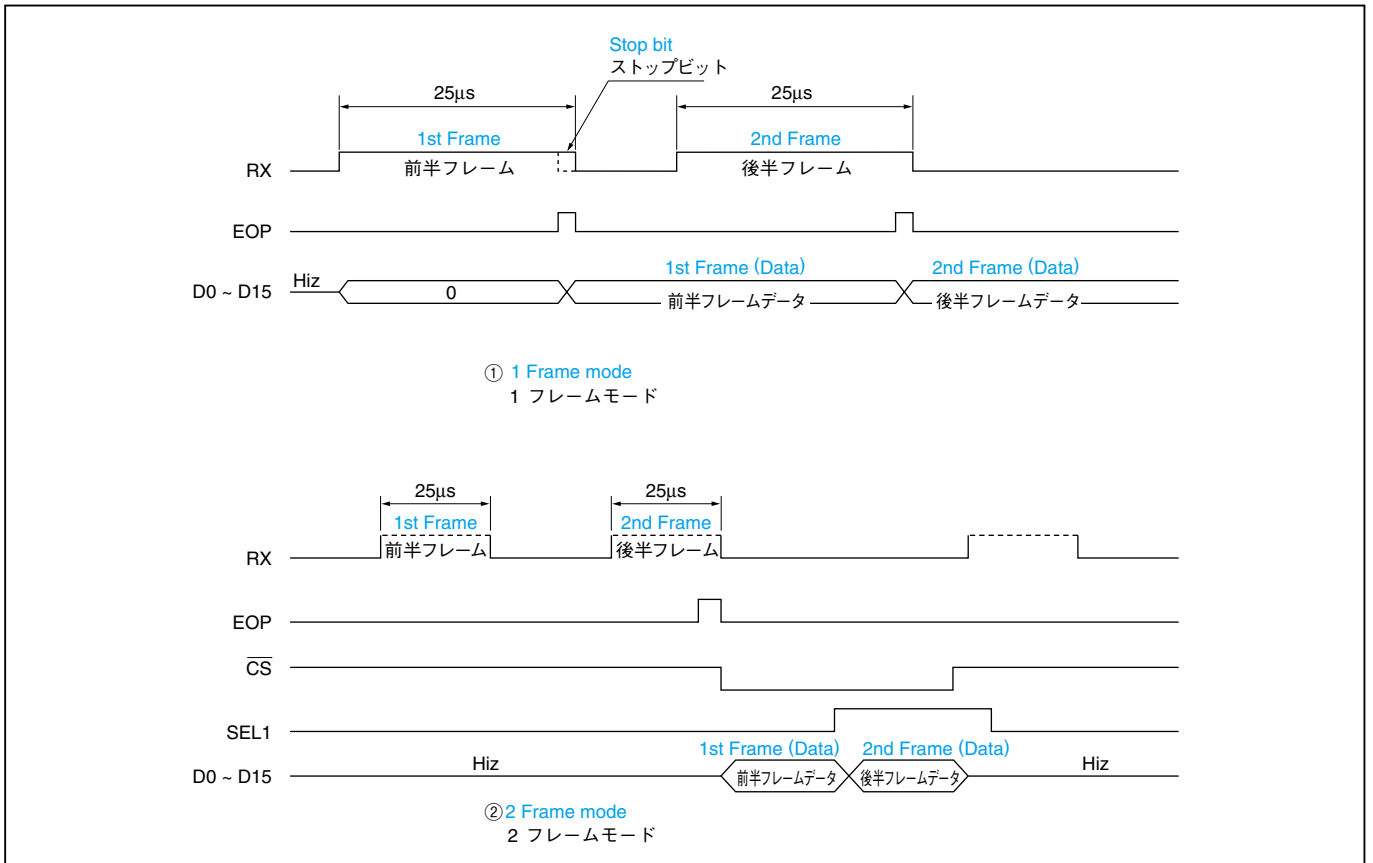 Stop bit
ストップビット
25μs 25μs
1st Frame 2nd Frame
RX 前半フレーム 後半フレーム
EOP
1st Frame (Data) 2nd Frame (Data)
D0 ~ D15 Hiz 0 前半フレームデータ 後半フレームデータ
① 1 Frame mode
1 フレームモード
25μs 25μs
1st Frame 2nd Frame
RX 前半フレーム 後半フレーム
EOP
CS
SEL1
1st Frame (Data) 2nd Frame (Data)
D0 ~ D15 Hiz 前半フレームデータ 後半フレームデータ Hiz
② 2 Frame mode
2 フレームモード